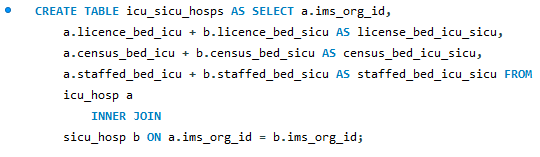 CREATE TABLE icu_sicu_hosps AS SELECT a.ims_org_id,
a.licence_bed_icu + b.licence_bed_sicu AS license_bed_icu_sicu,
a.census_bed_icu + b.census_bed_sicu AS census_bed_icu_sicu,
a.staffed_bed_icu + b.staffed_bed_sicu AS staffed_bed_icu_sicu FROM
icu_hosp a
INNER JOIN
sicu_hosp b ON a.ims_org_id = b.ims_org_id;